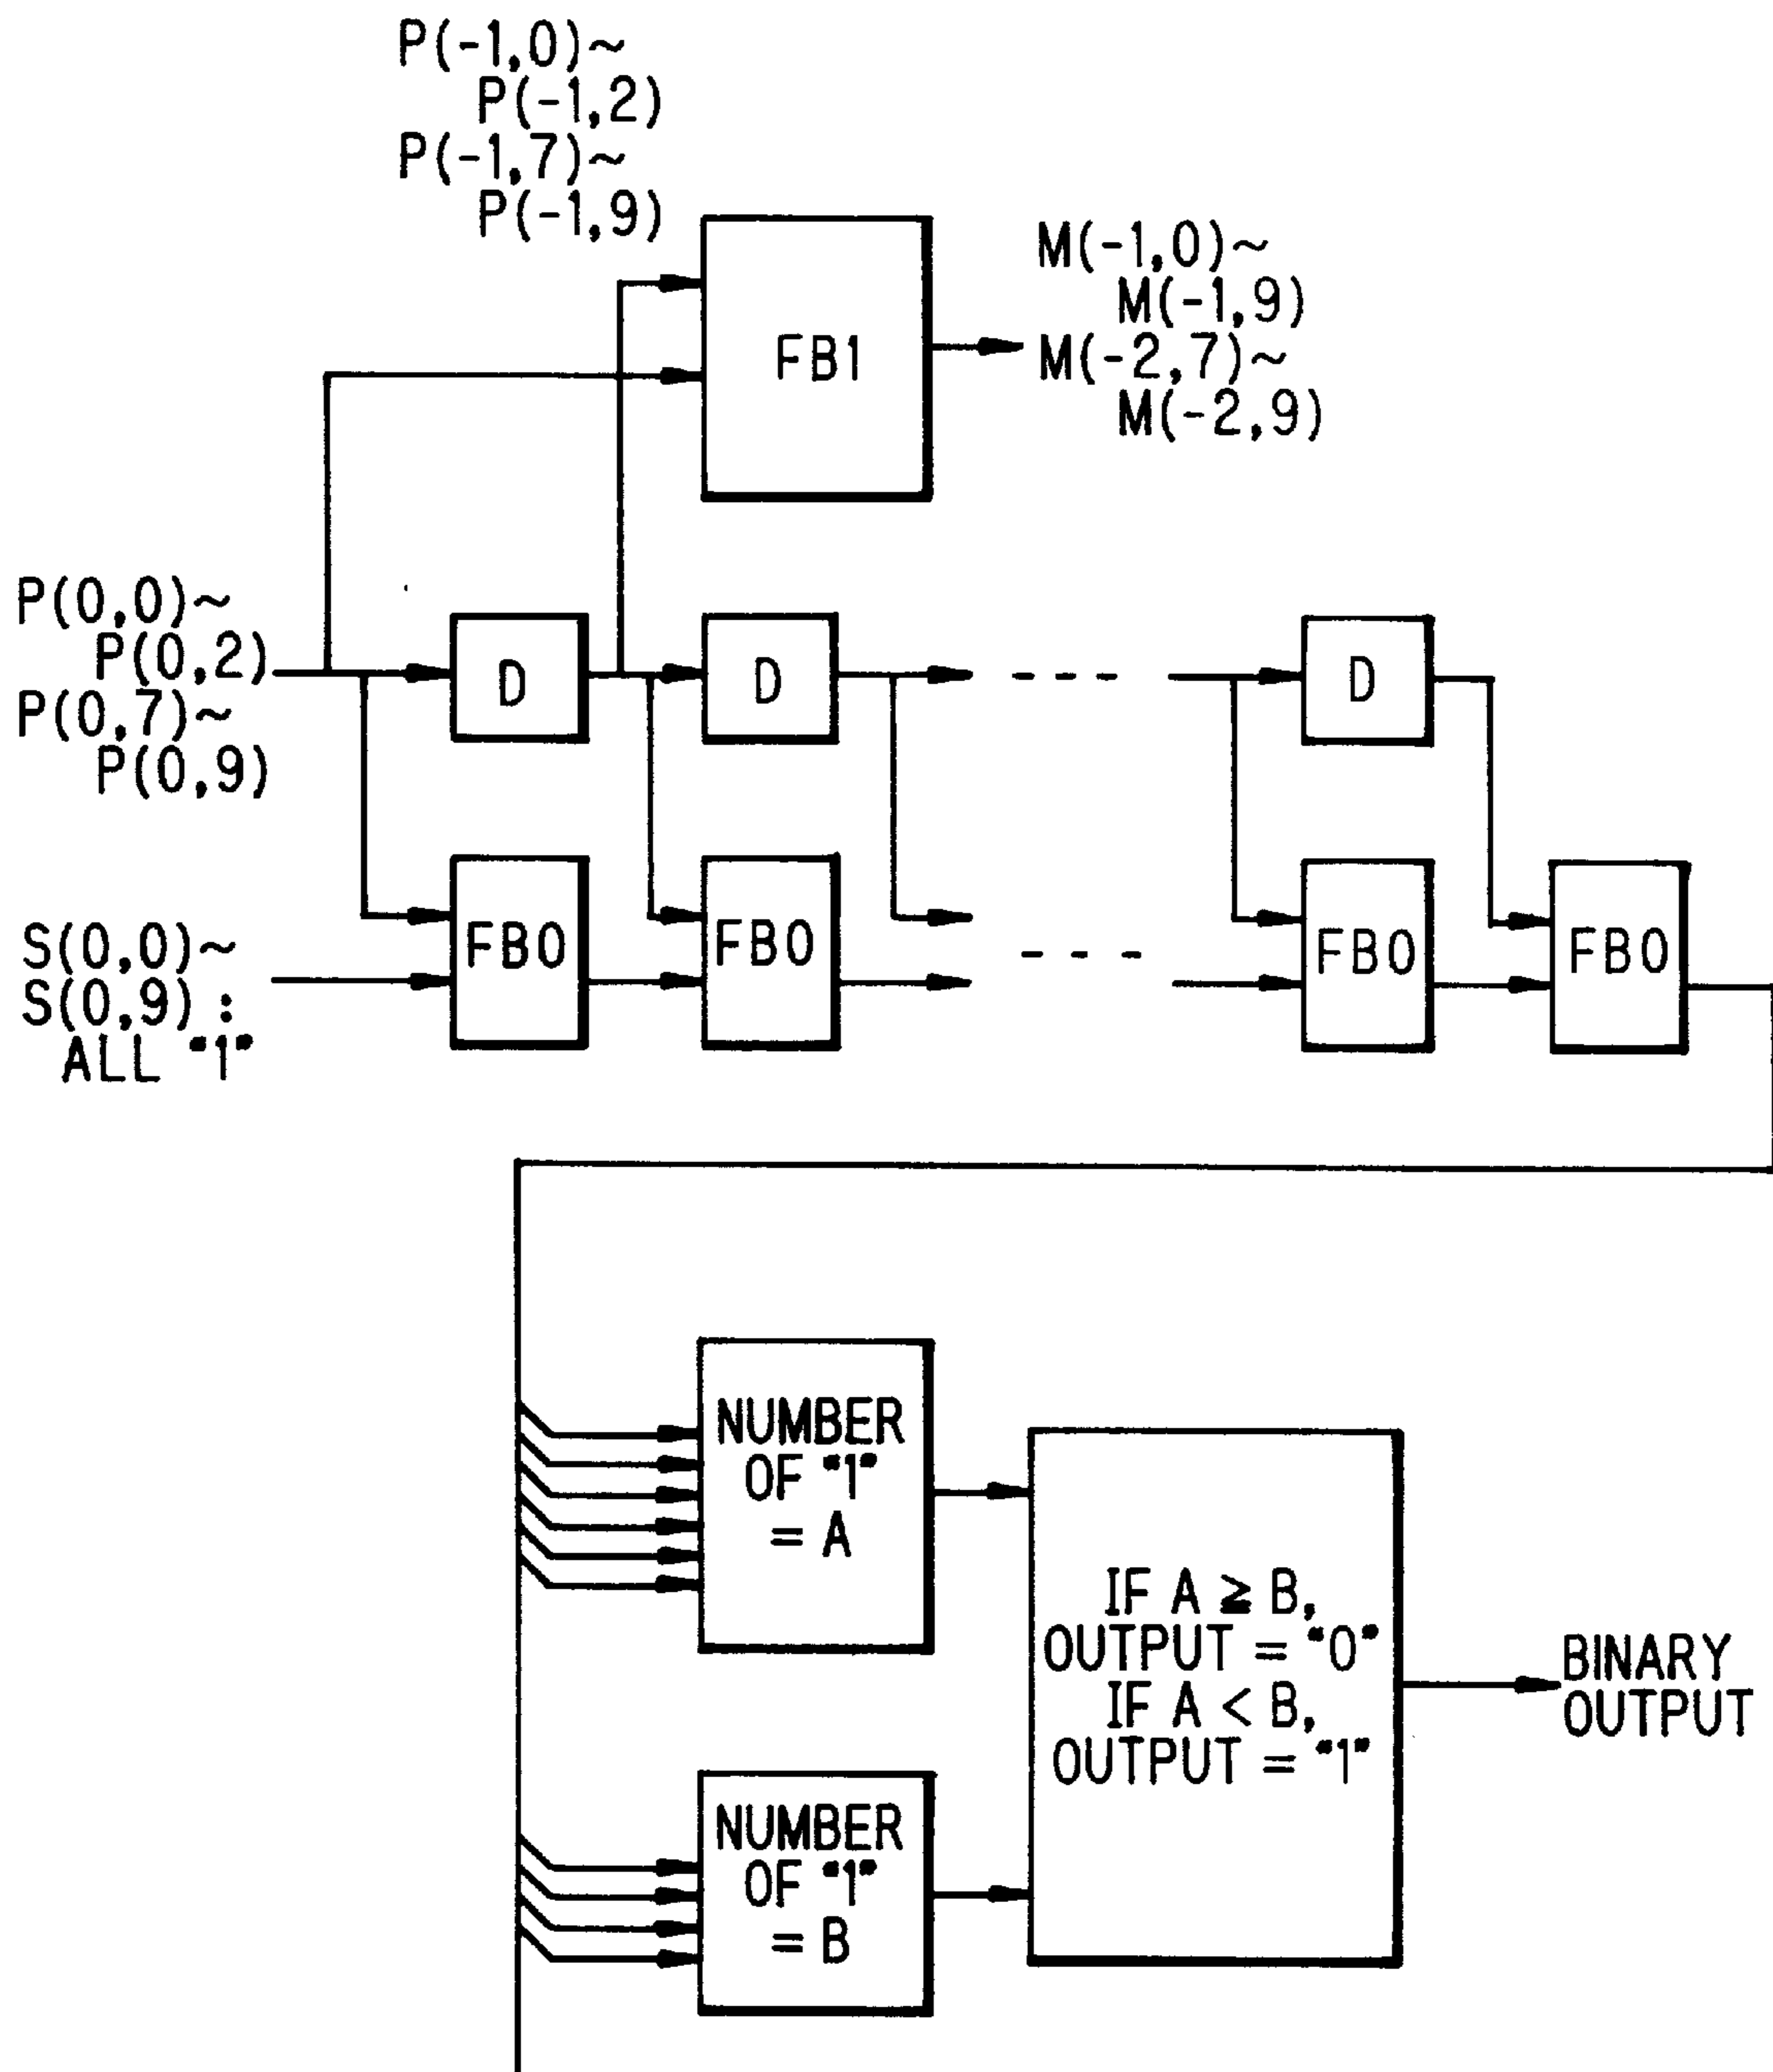 P(-1,0)~
P(-1,2)
P(-1,7)~
P(-1,9)
FB1
M(-1,0)~
M(-1,9)
M(-2,7)~
M(-2,9)
P(0,0)~
P(0,2)
P(0,7)~
P(0,9)
D
D
- - -
D
S(0,0)~
S(0,9) :
ALL "1"
FB0
FB0
- - -
FB0
FB0
NUMBER
OF "1"
= A
IF A ≧ B,
OUTPUT = "0"
IF A < B,
OUTPUT = "1"
BINARY
OUTPUT
NUMBER
OF "1"
= B